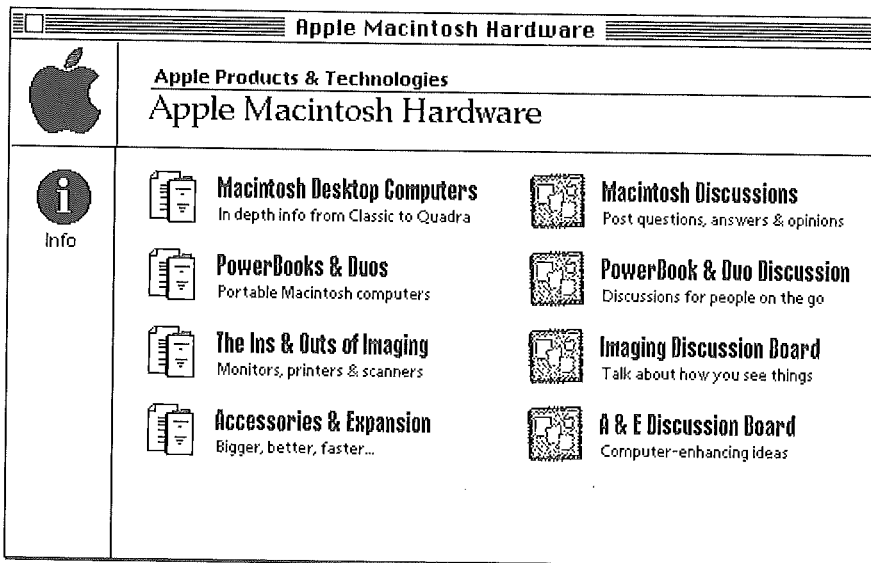 Apple Macintosh Hardware
Apple Products & Technologies
Apple Macintosh Hardware
Info
Macintosh Desktop Computers
In depth info from Classic to Quadra
PowerBooks & Duos
Portable Macintosh computers
The Ins & Outs of Imaging
Monitors, printers & scanners
Accessories & Expansion
Bigger, better, faster...
Macintosh Discussions
Post questions, answers & opinions
PowerBook & Duo Discussion
Discussions for people on the go
Imaging Discussion Board
Talk about how you see things
A & E Discussion Board
Computer-enhancing ideas